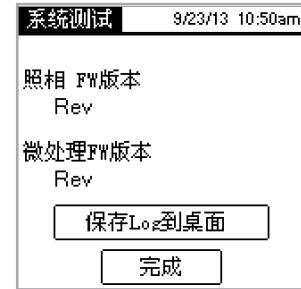 系统测试 9/23/13 10:50am
照相 FW版本
Rev
微处理FW版本
Rev
保存Log到桌面
完成